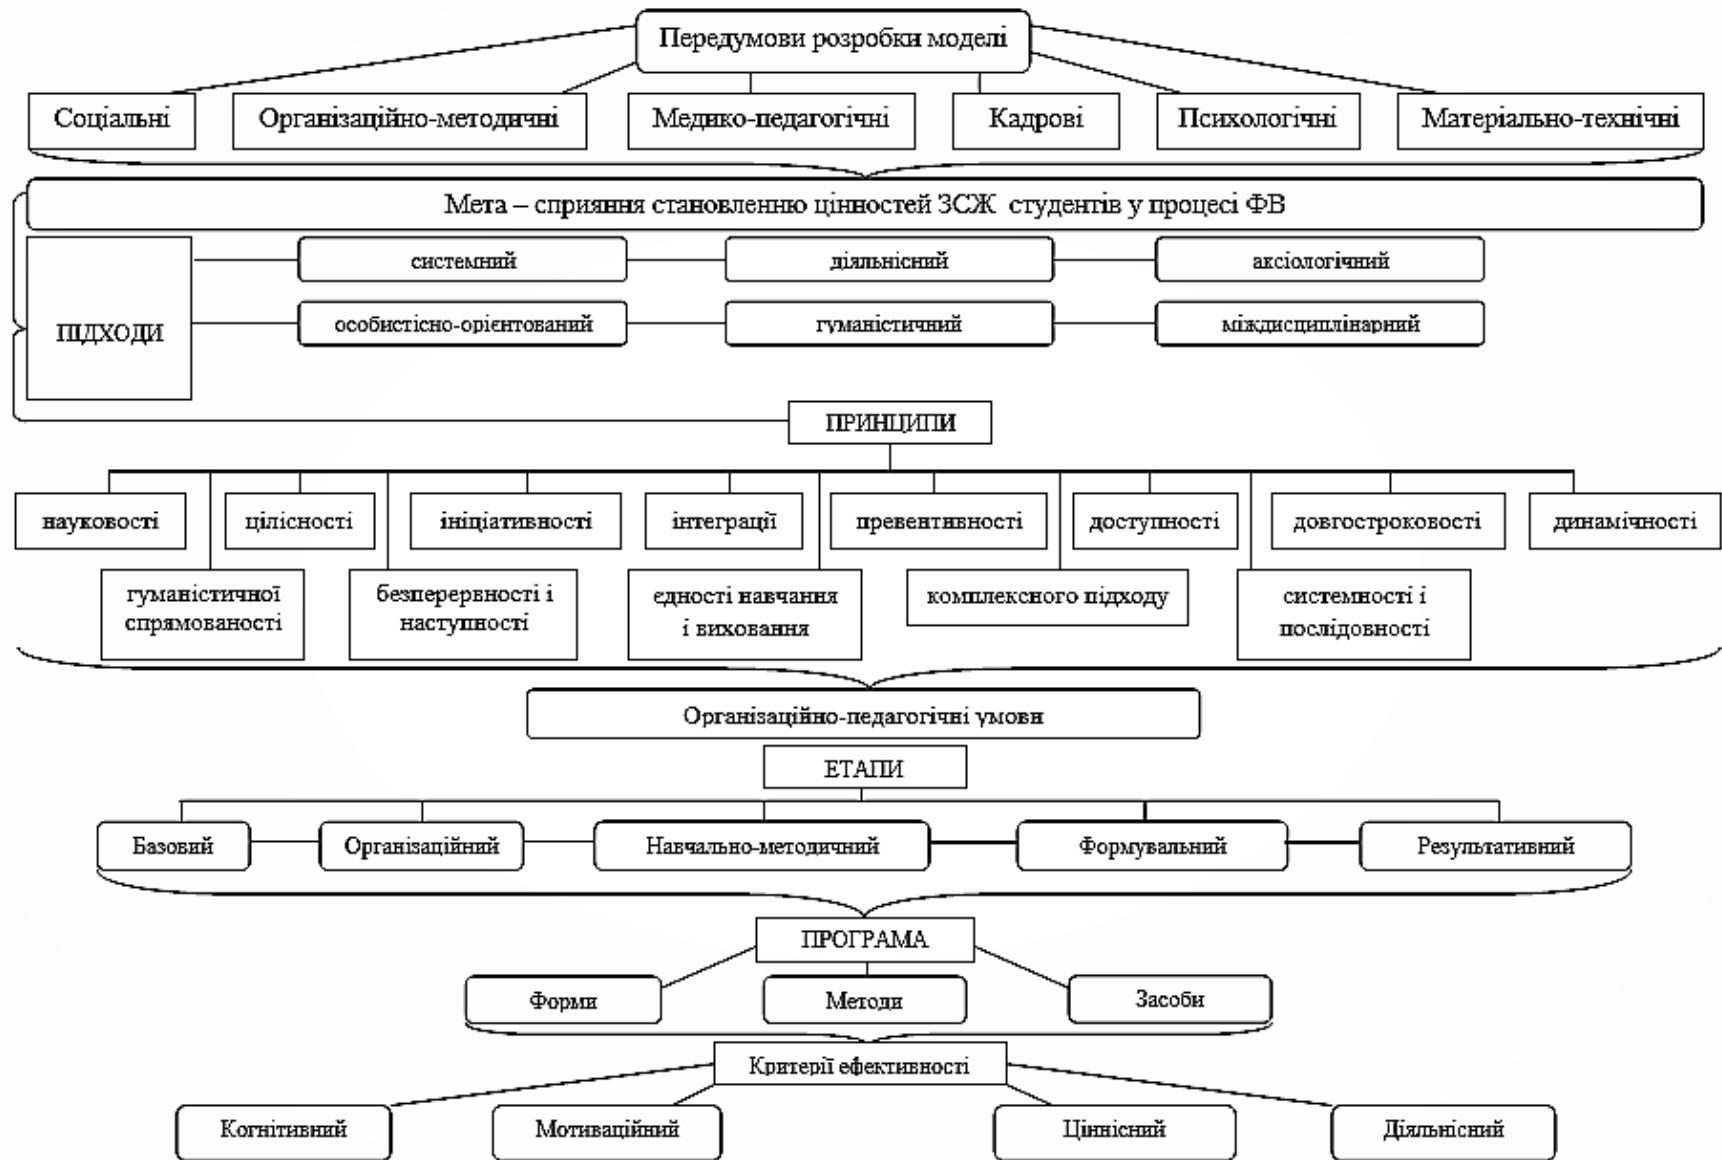 Передумови розробки моделі
Соціальні
Організаційно-методичні
Медико-педагогічні
Кадрові
Психологічні
Матеріально-технічні
Мета – сприяння становленню цінностей ЗСЖ студентів у процесі ФВ
ПІДХОДИ
системний
діяльнісний
аксіологічний
особистісно-орієнтований
гуманістичний
міждисциплінарний
ПРИНЦИПИ
науковості
цілісності
ініціативності
інтеграції
превентивності
доступності
довгостроковості
динамічності
гуманістичної
спрямованості
безперервності і
наступності
єдності навчання
і виховання
комплексного підходу
системності і
послідовності
Організаційно-педагогічні умови
ЕТАПИ
Базовий
Організаційний
Навчально-методичний
Формувальний
Результативний
ПРОГРАМА
Форми
Методи
Засоби
Критерії ефективності
Когнітивний
Мотиваційний
Ціннісний
Діяльнісний